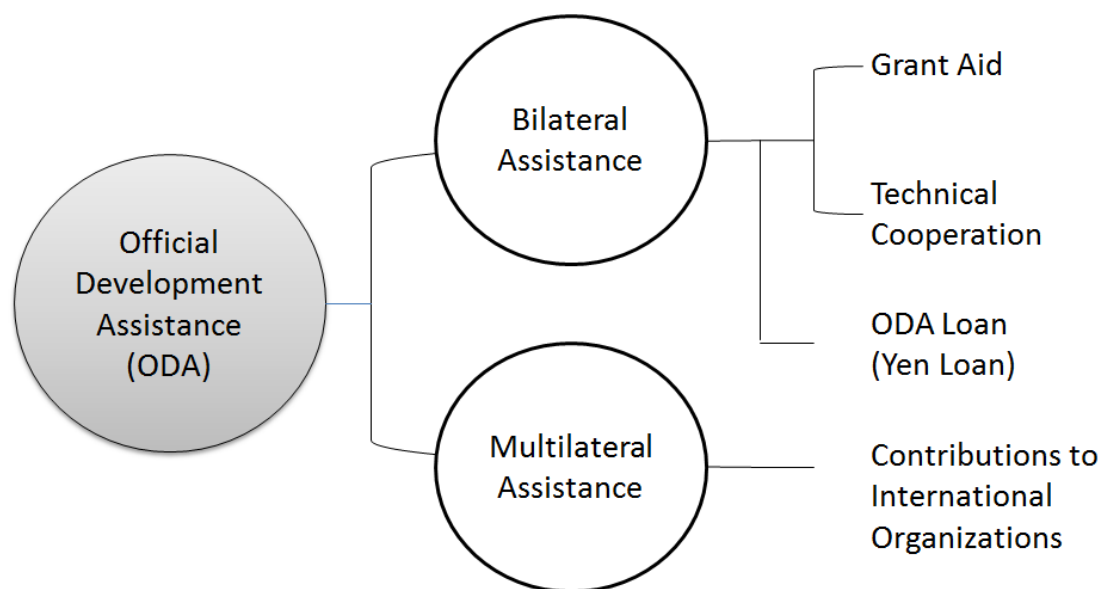 Official
Development
Assistance
(ODA)
Bilateral
Assistance
Grant Aid
Technical
Cooperation
ODA Loan
(Yen Loan)
Multilateral
Assistance
Contributions to
International
Organizations